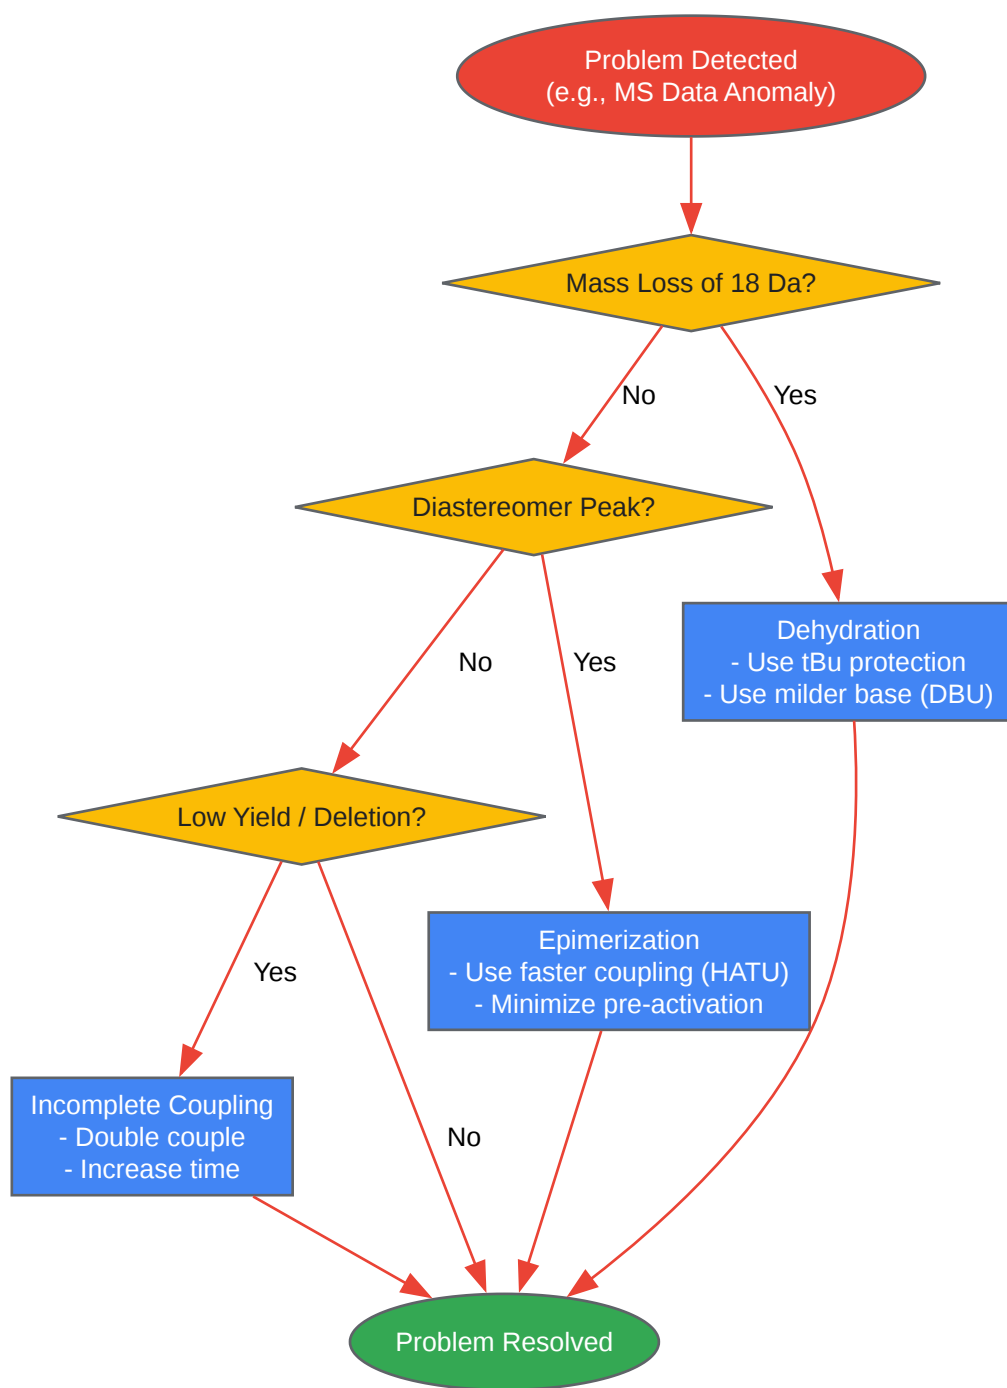 Problem Detected
(e.g., MS Data Anomaly)
Mass Loss of 18 Da?
No
Yes
Diastereomer Peak?
Dehydration
- Use tBu protection
- Use milder base (DBU)
No
Yes
Low Yield / Deletion?
Epimerization
- Use faster coupling (HATU)
- Minimize pre-activation
Yes
No
Incomplete Coupling
- Double couple
- Increase time
Problem Resolved